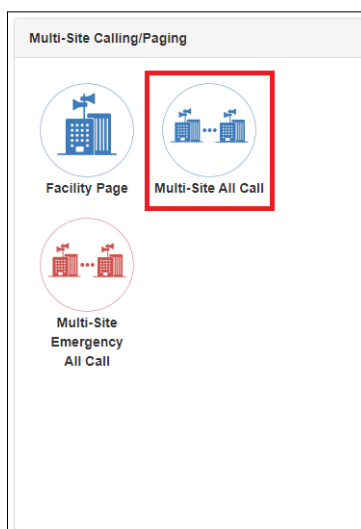 Multi-Site Calling/Paging
Facility Page
Multi-Site All Call
Multi-Site
Emergency
All Call